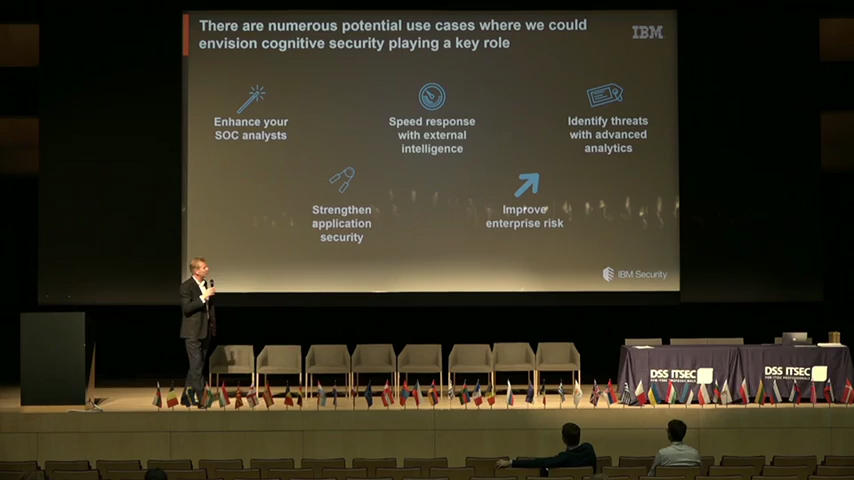 There are numerous potential use cases where we could
envision cognitive security playing a key role
IBM
Enhance your
SOC analysts
Speed response
with external
intelligence
Identify threats
with advanced
analytics
Strengthen
application
security
Improve
enterprise risk
IBM Security
DSS ITSEC
DSS ITSEC